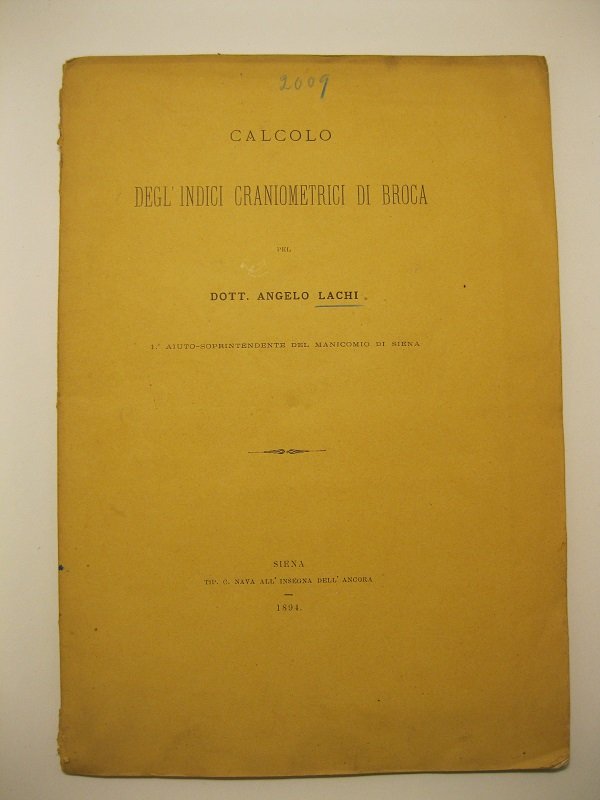 2009
CALCOLO
DEGL' INDICI CRANIOMETRICI DI BROCA
PEL
DOTT. ANGELO LACHI
1.° AIUTO-SOPRINTENDENTE DEL MANICOMIO DI SIENA
SIENA
TIP. C. NAVA ALL' INSEGNA DELL' ANCORA
1894.